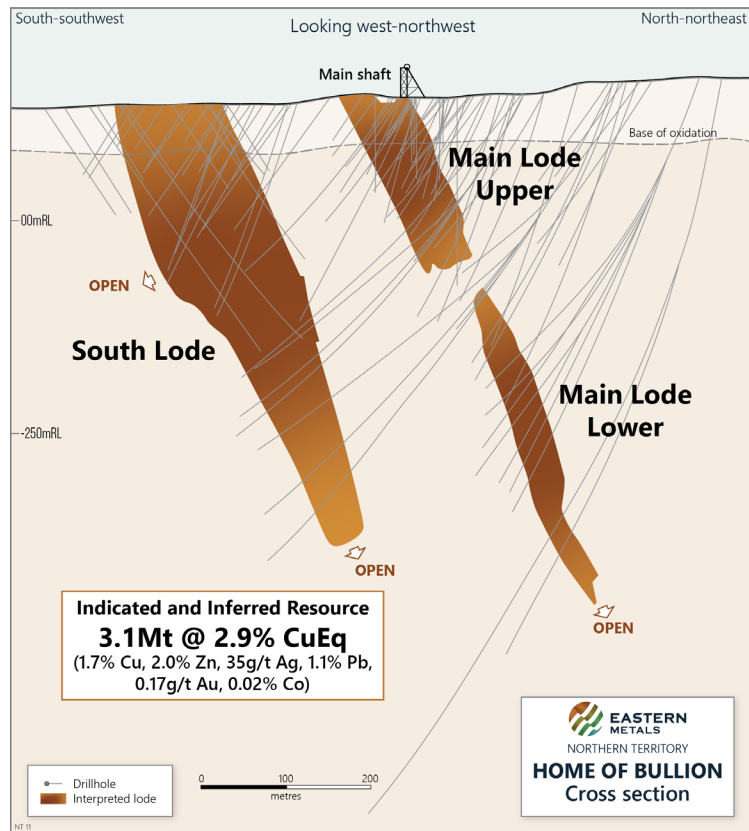 South-southwest
Looking west-northwest
North-northeast
Main shaft
Base of oxidation
Main Lode
Upper
00mRL
OPEN
South Lode
Main Lode
Lower
-250mRL
OPEN
OPEN
Indicated and Inferred Resource
3.1Mt @ 2.9% CuEq
(1.7% Cu, 2.0% Zn, 35g/t Ag, 1.1% Pb,
0.17g/t Au, 0.02% Co)
EASTERN
METALS
NORTHERN TERRITORY
HOME OF BULLION
Cross section
Drillhole
Interpreted lode
0 100 200
metres
NT 11